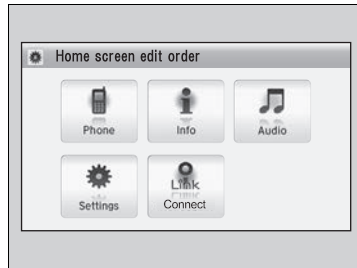 Home screen edit order
Phone
Info
Audio
Link
Settings
Connect